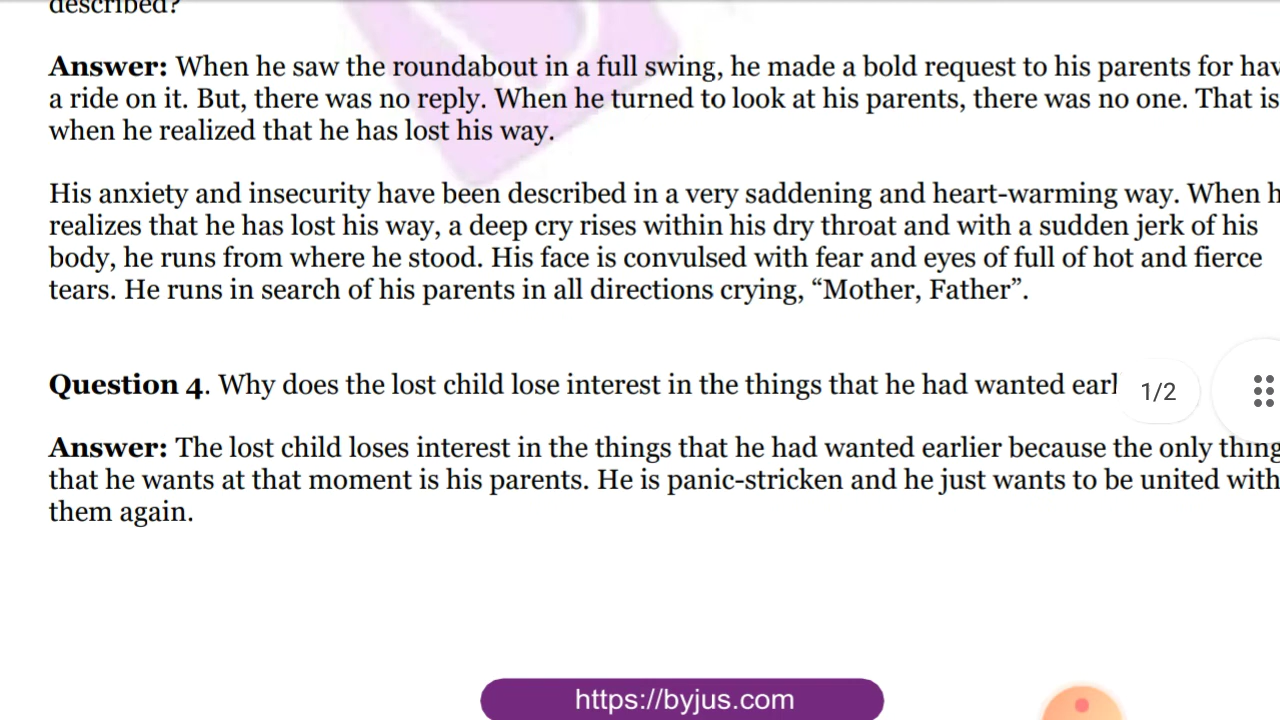 described?
Answer: When he saw the roundabout in a full swing, he made a bold request to his parents for hav
a ride on it. But, there was no reply. When he turned to look at his parents, there was no one. That is
when he realized that he has lost his way.
His anxiety and insecurity have been described in a very saddening and heart-warming way. When h
realizes that he has lost his way, a deep cry rises within his dry throat and with a sudden jerk of his
body, he runs from where he stood. His face is convulsed with fear and eyes of full of hot and fierce
tears. He runs in search of his parents in all directions crying, “Mother, Father”.
Question 4. Why does the lost child lose interest in the things that he had wanted earl
1/2
Answer: The lost child loses interest in the things that he had wanted earlier because the only thing
that he wants at that moment is his parents. He is panic-stricken and he just wants to be united with
them again.
https://byjus.com